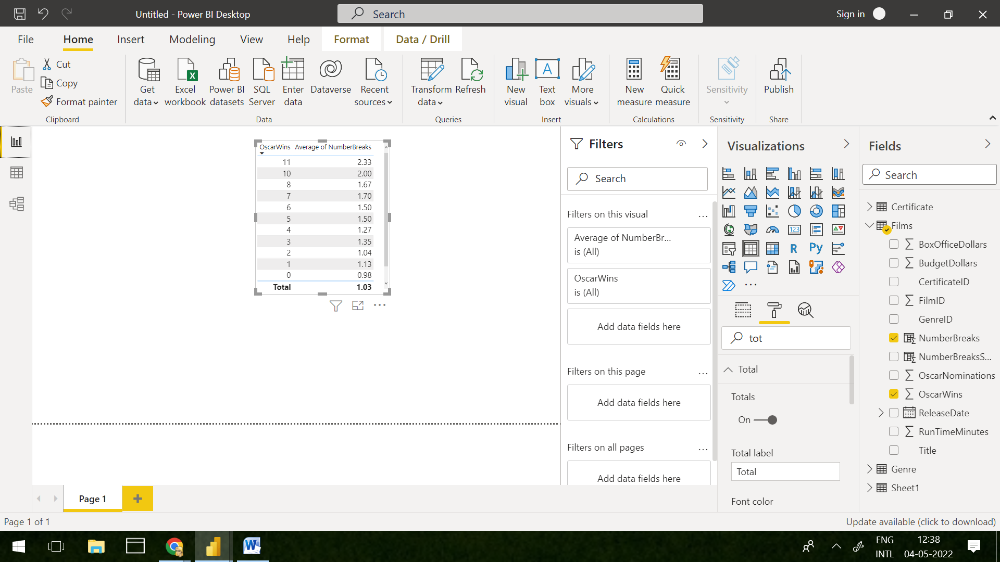 Untitled - Power BI Desktop
Search
Sign in
File
Home
Insert
Modeling
View
Help
Format
Data / Drill
Paste
Cut
Copy
Format painter
Clipboard
Get
data
Excel
workbook
Power BI
datasets
SQL
Server
Enter
data
Dataverse
Recent
sources
Data
Transform
data
Refresh
Queries
New
visual
A
Text
box
More
visuals
Insert
New
measure
Quick
measure
Calculations
Sensitivity
Sensitivity
Publish
Share
OscarWins Average of NumberBreaks
11 2.33
10 2.00
8 1.67
7 1.70
6 1.50
5 1.50
4 1.27
3 1.35
2 1.04
1 1.13
0 0.98
Total 1.03
Filters
Search
Filters on this visual ...
Average of NumberBr...
is (All)
OscarWins
is (All)
Add data fields here
Filters on this page ...
Add data fields here
Filters on all pages ...
Add data fields here
Visualizations
123
R
Py
...
tot
Total
Totals
On
Total label
Total
Font color
Fields
Search
Certificate
Films
BoxOfficeDollars
BudgetDollars
CertificateID
FilmID
GenreID
NumberBreaks
NumberBreaksS...
OscarNominations
OscarWins
ReleaseDate
RunTimeMinutes
Title
Genre
Sheet1
Page 1
Page 1 of 1
Update available (click to download)
W
ENG
INTL
12:38
04-05-2022